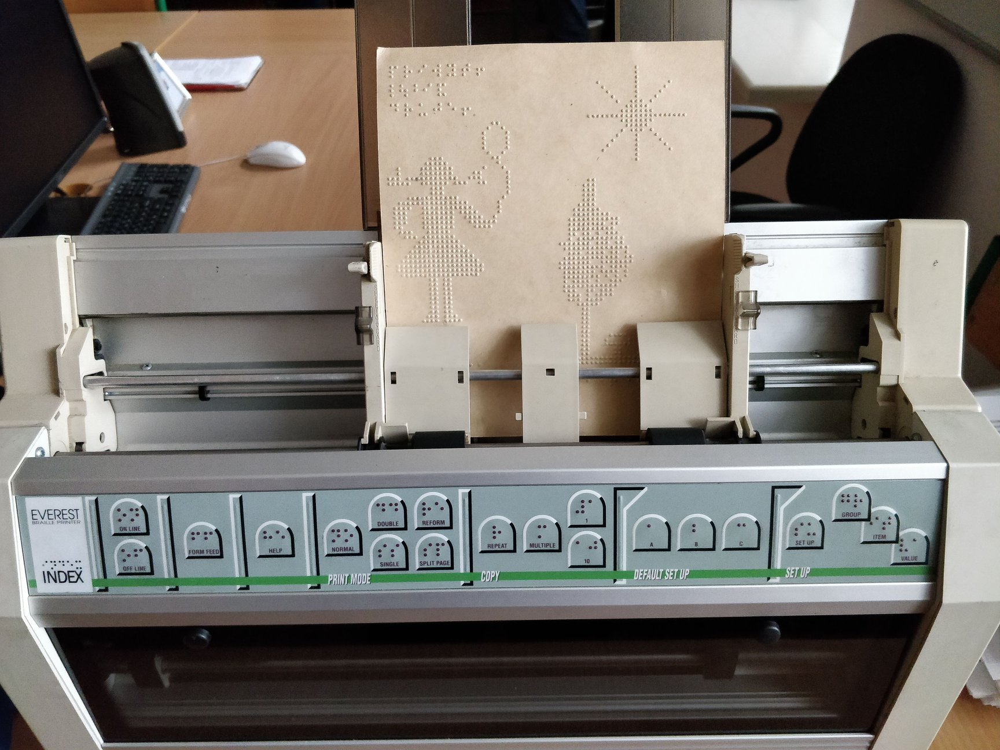 EVEREST
BRAILLE PRINTER
INDEX
ON LINE
OFF LINE
FORM FEED
HELP
NORMAL
DOUBLE
REFORM
SINGLE
SPLIT PAGE
PRINT MODE
REPEAT
MULTIPLE
1
10
COPY
A
B
C
DEFAULT SET UP
SET UP
GROUP
ITEM
VALUE
SET UP